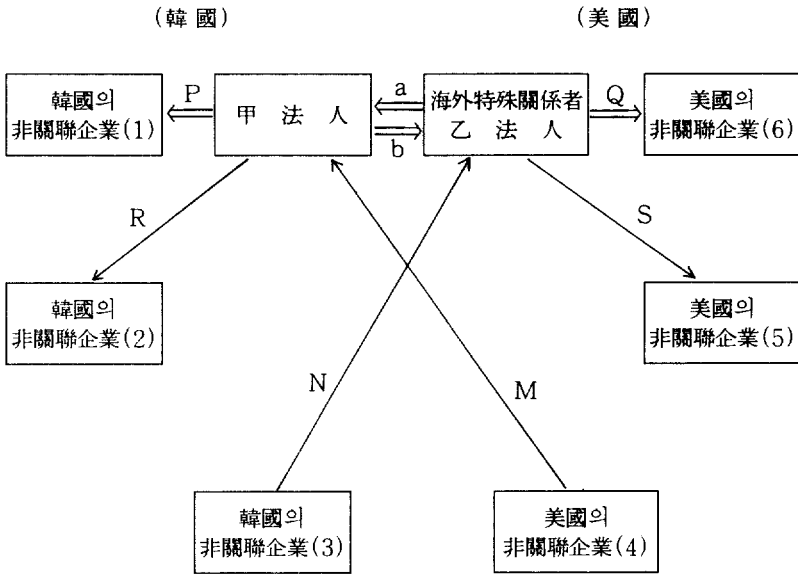 (韓 國)
(美 國)
韓國의
非關聯企業(1)
P
甲 法 人
a
b
海外特殊關係者
乙 法 人
Q
美國의
非關聯企業(6)
R
S
韓國의
非關聯企業(2)
美國의
非關聯企業(5)
N
M
韓國의
非關聯企業(3)
美國의
非關聯企業(4)